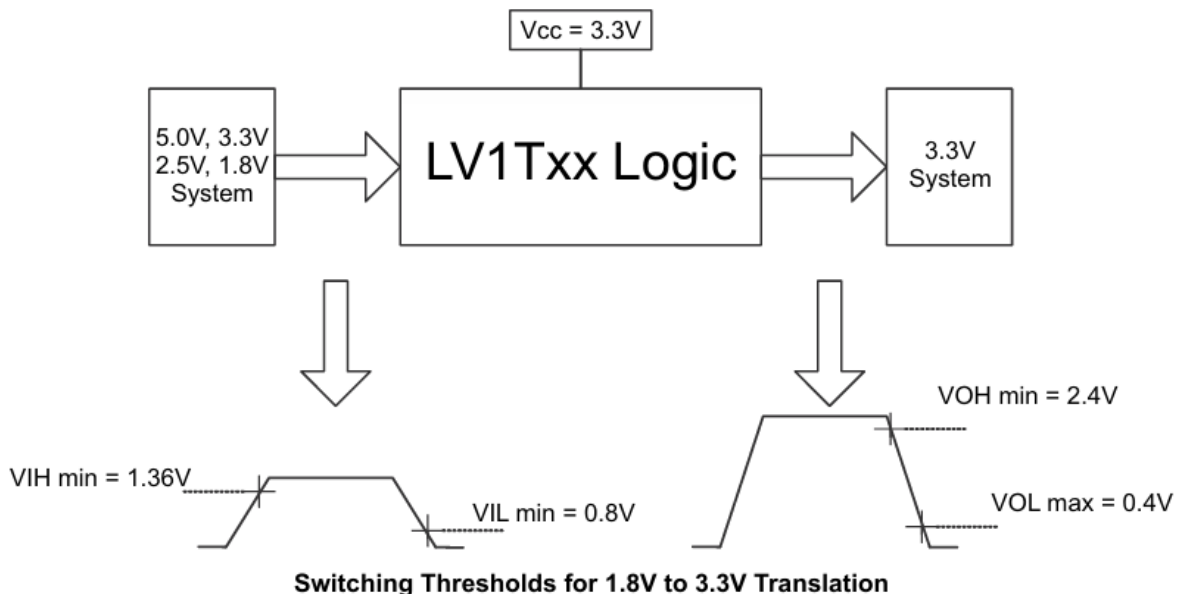 Vcc = 3.3V
5.0V, 3.3V
2.5V, 1.8V
System
LV1Txx Logic
3.3V
System
VIH min = 1.36V
VIL min = 0.8V
VOH min = 2.4V
VOL max = 0.4V
Switching Thresholds for 1.8V to 3.3V Translation